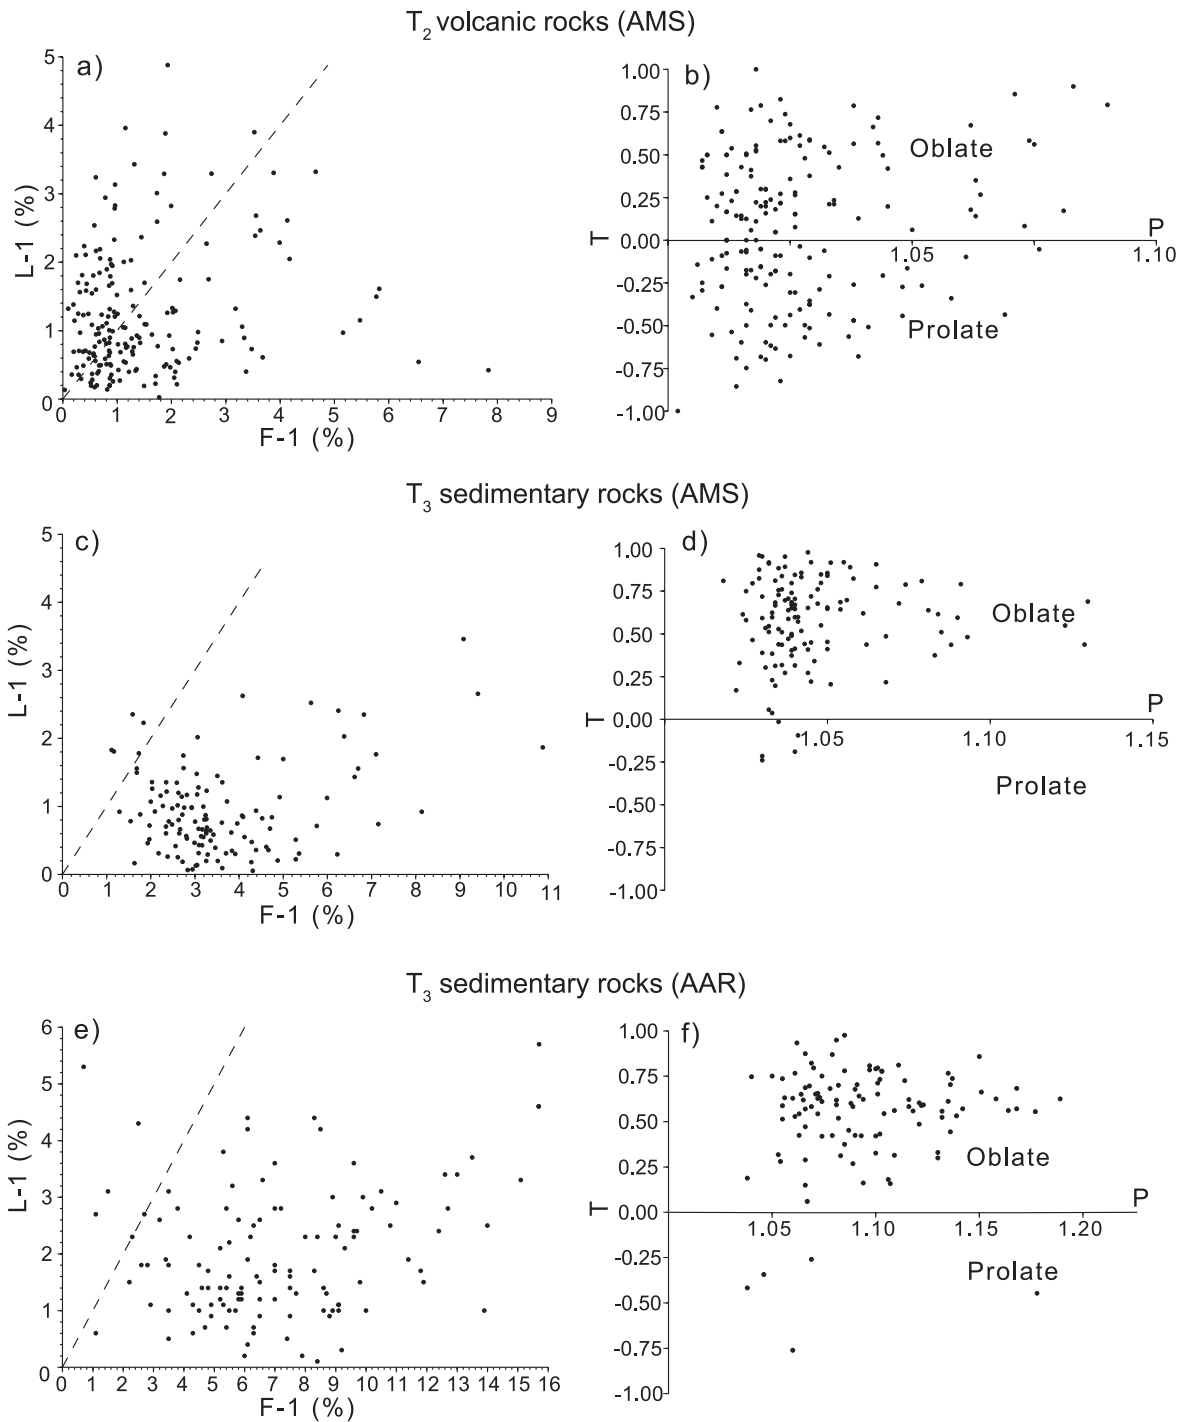 T2 volcanic rocks (AMS)
a)
5
4
3
2
1
0
L-1 (%)
0 1 2 3 4 5 6 7 8 9
F-1 (%)
b)
1.00
0.75
0.50
0.25
0.00
-0.25
-0.50
-0.75
-1.00
T
Oblate
P
1.05 1.10
Prolate
T3 sedimentary rocks (AMS)
c)
5
4
3
2
1
0
L-1 (%)
0 1 2 3 4 5 6 7 8 9 10 11
F-1 (%)
d)
1.00
0.75
0.50
0.25
0.00
-0.25
-0.50
-0.75
-1.00
T
Oblate
P
1.05 1.10 1.15
Prolate
T3 sedimentary rocks (AAR)
e)
6
5
4
3
2
1
0
L-1 (%)
0 1 2 3 4 5 6 7 8 9 10 11 12 13 14 15 16
F-1 (%)
f)
1.00
0.75
0.50
0.25
0.00
-0.25
-0.50
-0.75
-1.00
T
Oblate
P
1.05 1.10 1.15 1.20
Prolate